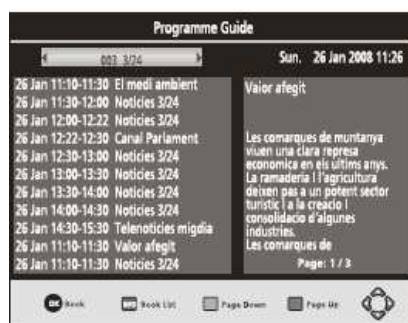 Programme Guide
003 3/24
Sun. 26 Jan 2008 11:26
26 Jan 11:10-11:30 El medi ambient
26 Jan 11:30-12:00 Noticies 3/24
26 Jan 12:00-12:22 Noticies 3/24
26 Jan 12:22-12:30 Canal Parlament
26 Jan 12:30-13:00 Noticies 3/24
26 Jan 13:00-13:30 Noticies 3/24
26 Jan 13:30-14:00 Noticies 3/24
26 Jan 14:00-14:30 Noticies 3/24
26 Jan 14:30-15:30 Telenoticies migdia
26 Jan 11:10-11:30 Valor afegit
26 Jan 11:10-11:30 Noticies 3/24
Valor afegit
Les comarques de muntanya
viuen una clara represa
economica en els ultims anys.
La ramaderia l l'agricultura
deixen pas a un potent sector
turistic l a la creacio l
consolidacio d'algunes
industries.
Les comarques de
Page: 1 / 3
OK Book
Book List
Page Down
Page Up